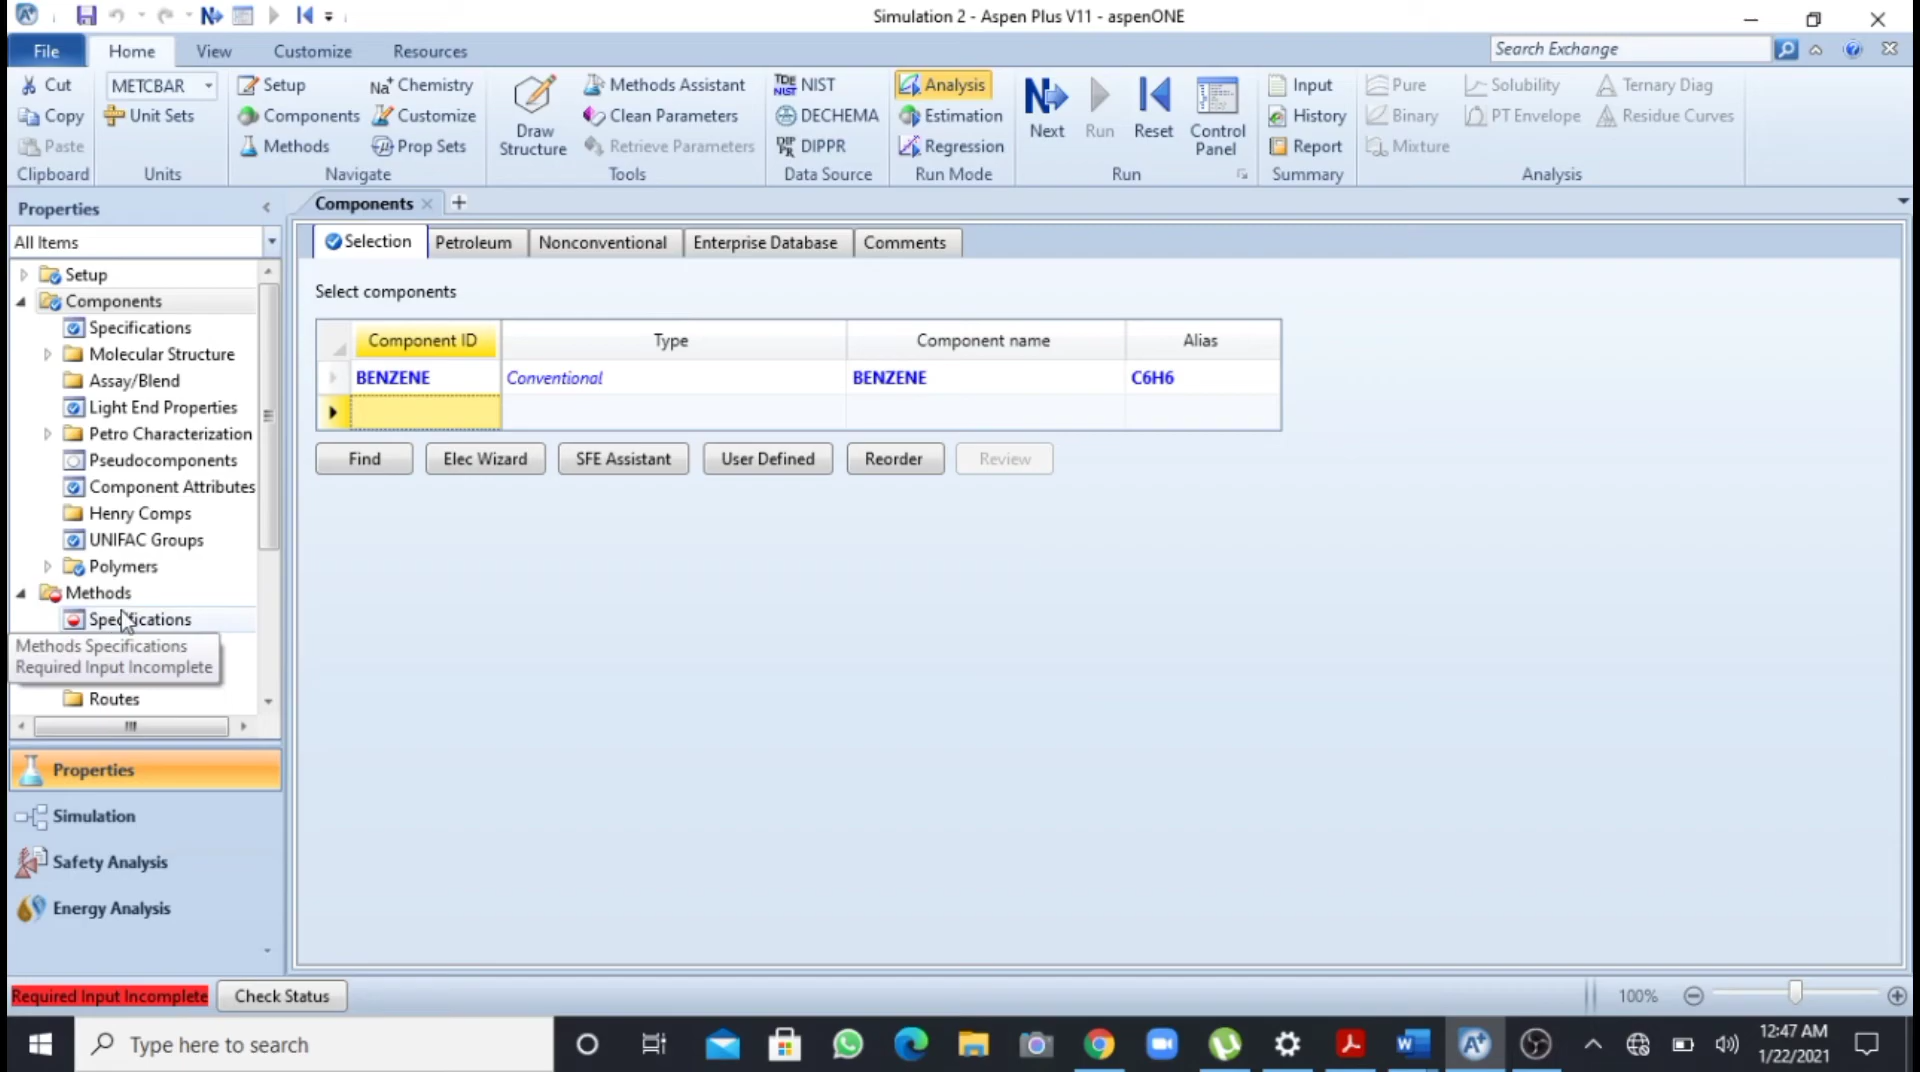 Simulation 2 - Aspen Plus V11 - aspenONE
File Home View Customize Resources
Search Exchange
Cut METCBAR Setup Na+ Chemistry Methods Assistant NIST Analysis Input Pure Solubility Ternary Diag
Copy Unit Sets Components Customize Clean Parameters DECHEMA Estimation History Binary PT Envelope Residue Curves
Paste Methods Prop Sets Draw Structure Retrieve Parameters DIPPR Regression Next Run Reset Control Panel Report Mixture
Clipboard Units Navigate Tools Data Source Run Mode Run Summary Analysis
Properties
Components
All Items
Selection Petroleum Nonconventional Enterprise Database Comments
Setup
Components
Specifications
Molecular Structure
Assay/Blend
Light End Properties
Petro Characterization
Pseudocomponents
Component Attributes
Henry Comps
UNIFAC Groups
Polymers
Methods
Specifications
Methods Specifications
Required Input Incomplete
Routes
Select components
Component ID Type Component name Alias
BENZENE Conventional BENZENE C6H6
Find Elec Wizard SFE Assistant User Defined Reorder Review
Properties
Simulation
Safety Analysis
Energy Analysis
Required Input Incomplete Check Status
100%
Type here to search
12:47 AM
1/22/2021